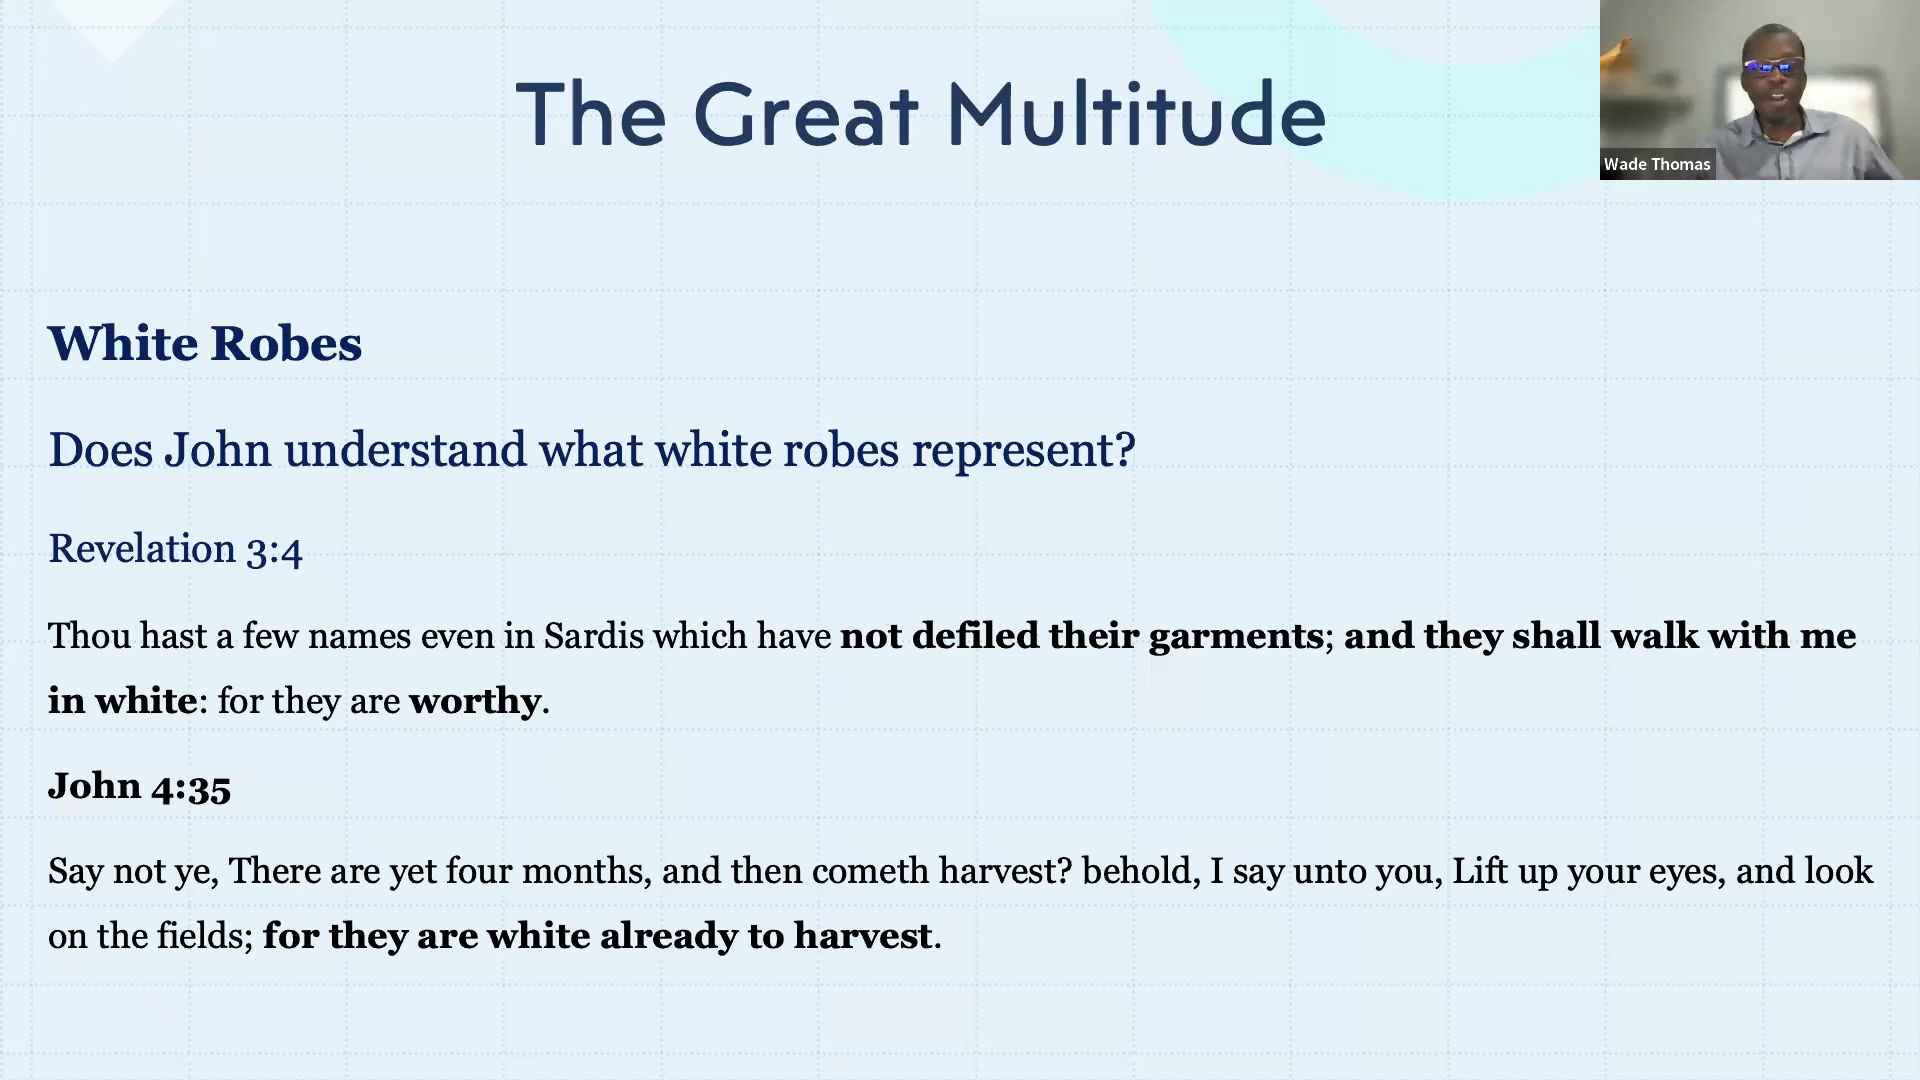 The Great Multitude
Wade Thomas
White Robes
Does John understand what white robes represent?
Revelation 3:4
Thou hast a few names even in Sardis which have not defiled their garments; and they shall walk with me
in white: for they are worthy.
John 4:35
Say not ye, There are yet four months, and then cometh harvest? behold, I say unto you, Lift up your eyes, and look
on the fields; for they are white already to harvest.